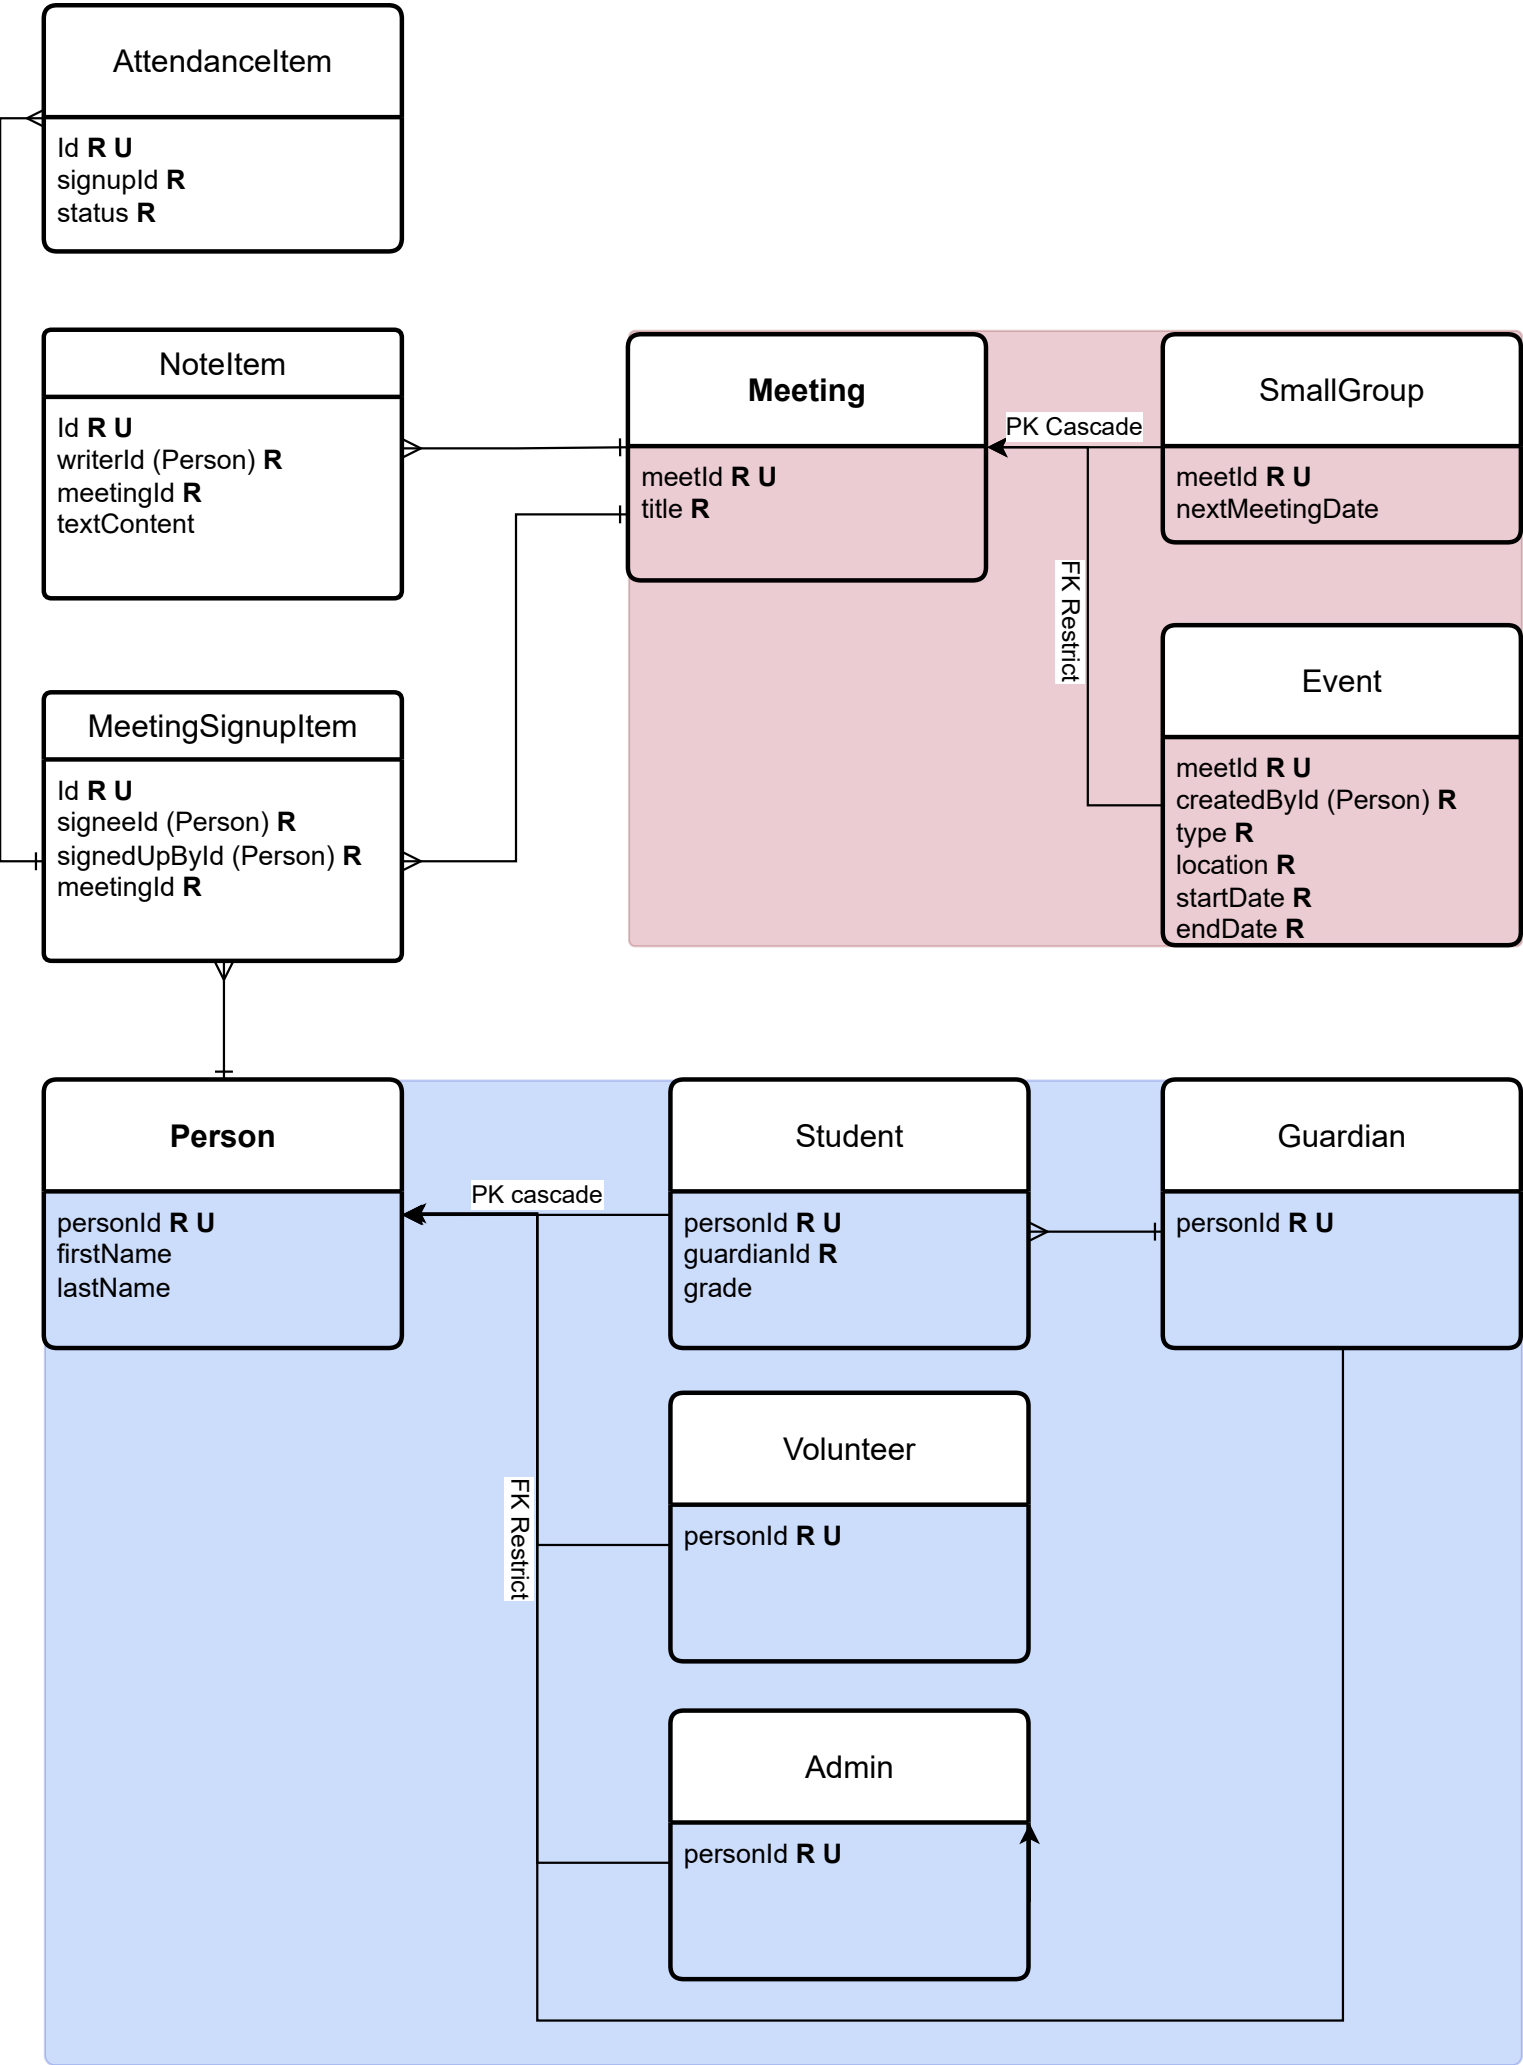 AttendanceItem
Id R U
signupId R
status R
NoteItem
Id R U
writerId (Person) R
meetingId R
textContent
Meeting
meetId R U
title R
PK Cascade
FK Restrict
SmallGroup
meetId R U
nextMeetingDate
Event
meetId R U
createdById (Person) R
type R
location R
startDate R
endDate R
MeetingSignupItem
Id R U
signeeId (Person) R
signedUpById (Person) R
meetingId R
Person
personId R U
firstName
lastName
PK cascade
FK Restrict
Student
personId R U
guardianId R
grade
Guardian
personId R U
Volunteer
personId R U
Admin
personId R U